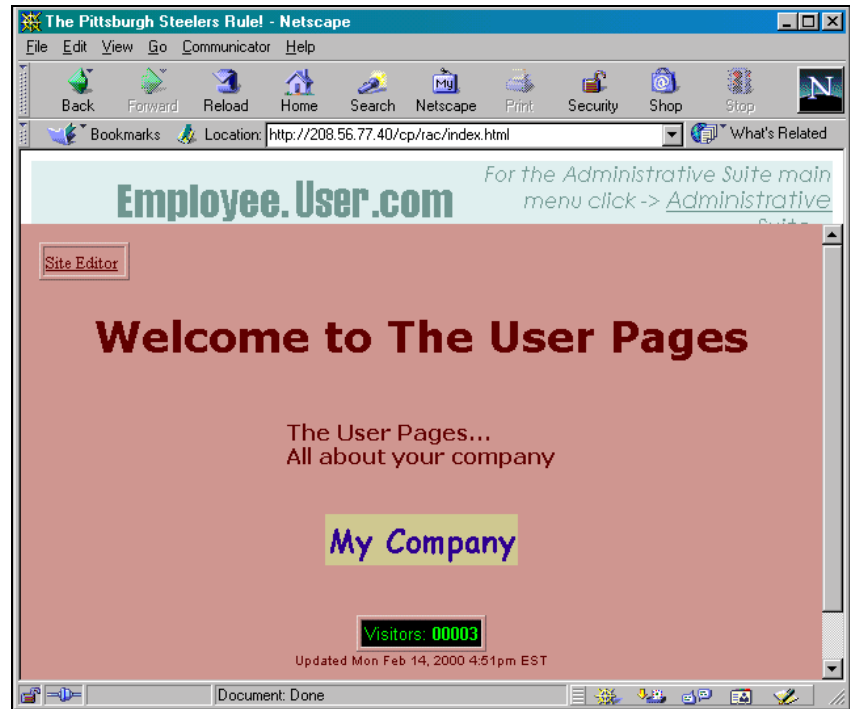 The Pittsburgh Steelers Rule! - Netscape
File Edit View Go Communicator Help
My N
Back Forward Reload Home Search Netscape Print Security Shop Stop
Bookmarks Location: http://208.56.77.40/cp/rac/index.html What's Related
For the Administrative Suite main
Employee.User.com menu click -> Administrative
Suite
Site Editor
Welcome to The User Pages
The User Pages...
All about your company
My Company
Visitors: 00003
Updated Mon Feb 14, 2000 4:51pm EST
Document: Done